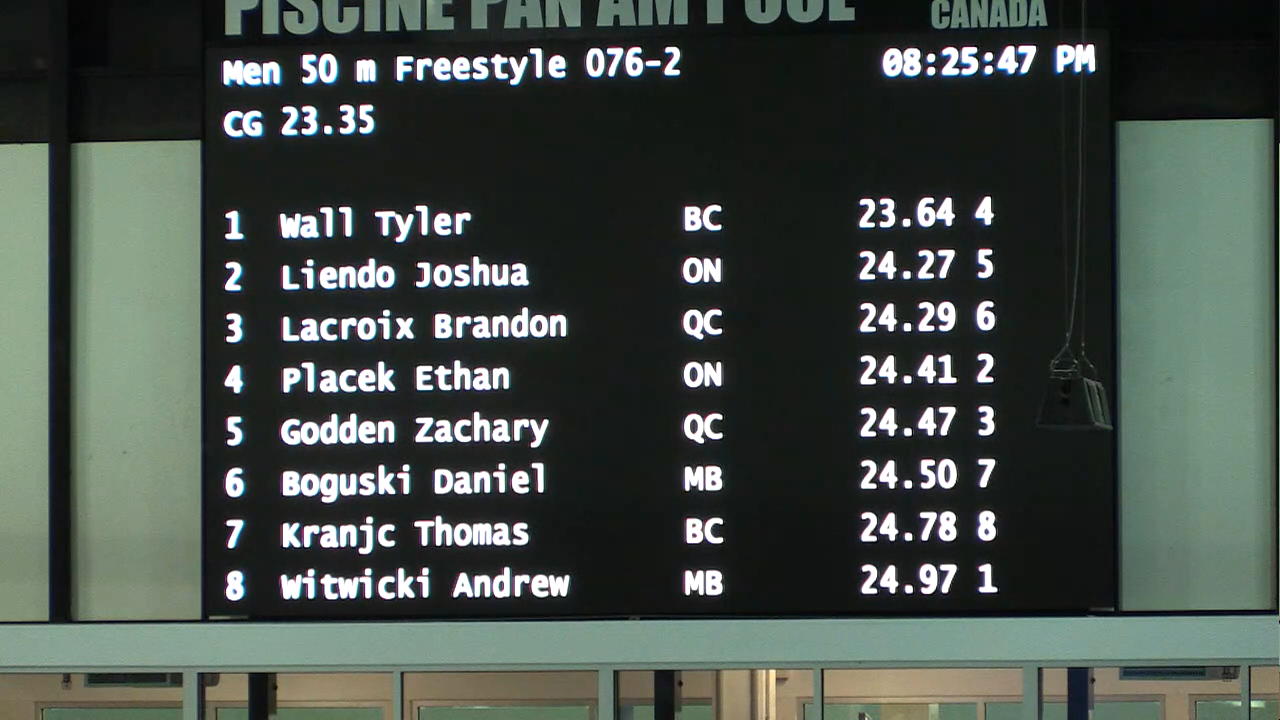 PISCINE PAN AM POOL CANADA
Men 50 m Freestyle 076-2 08:25:47 PM
CG 23.35
1 Wall Tyler BC 23.64 4
2 Liendo Joshua ON 24.27 5
3 Lacroix Brandon QC 24.29 6
4 Placek Ethan ON 24.41 2
5 Godden Zachary QC 24.47 3
6 Boguski Daniel MB 24.50 7
7 Kranjc Thomas BC 24.78 8
8 Witwicki Andrew MB 24.97 1